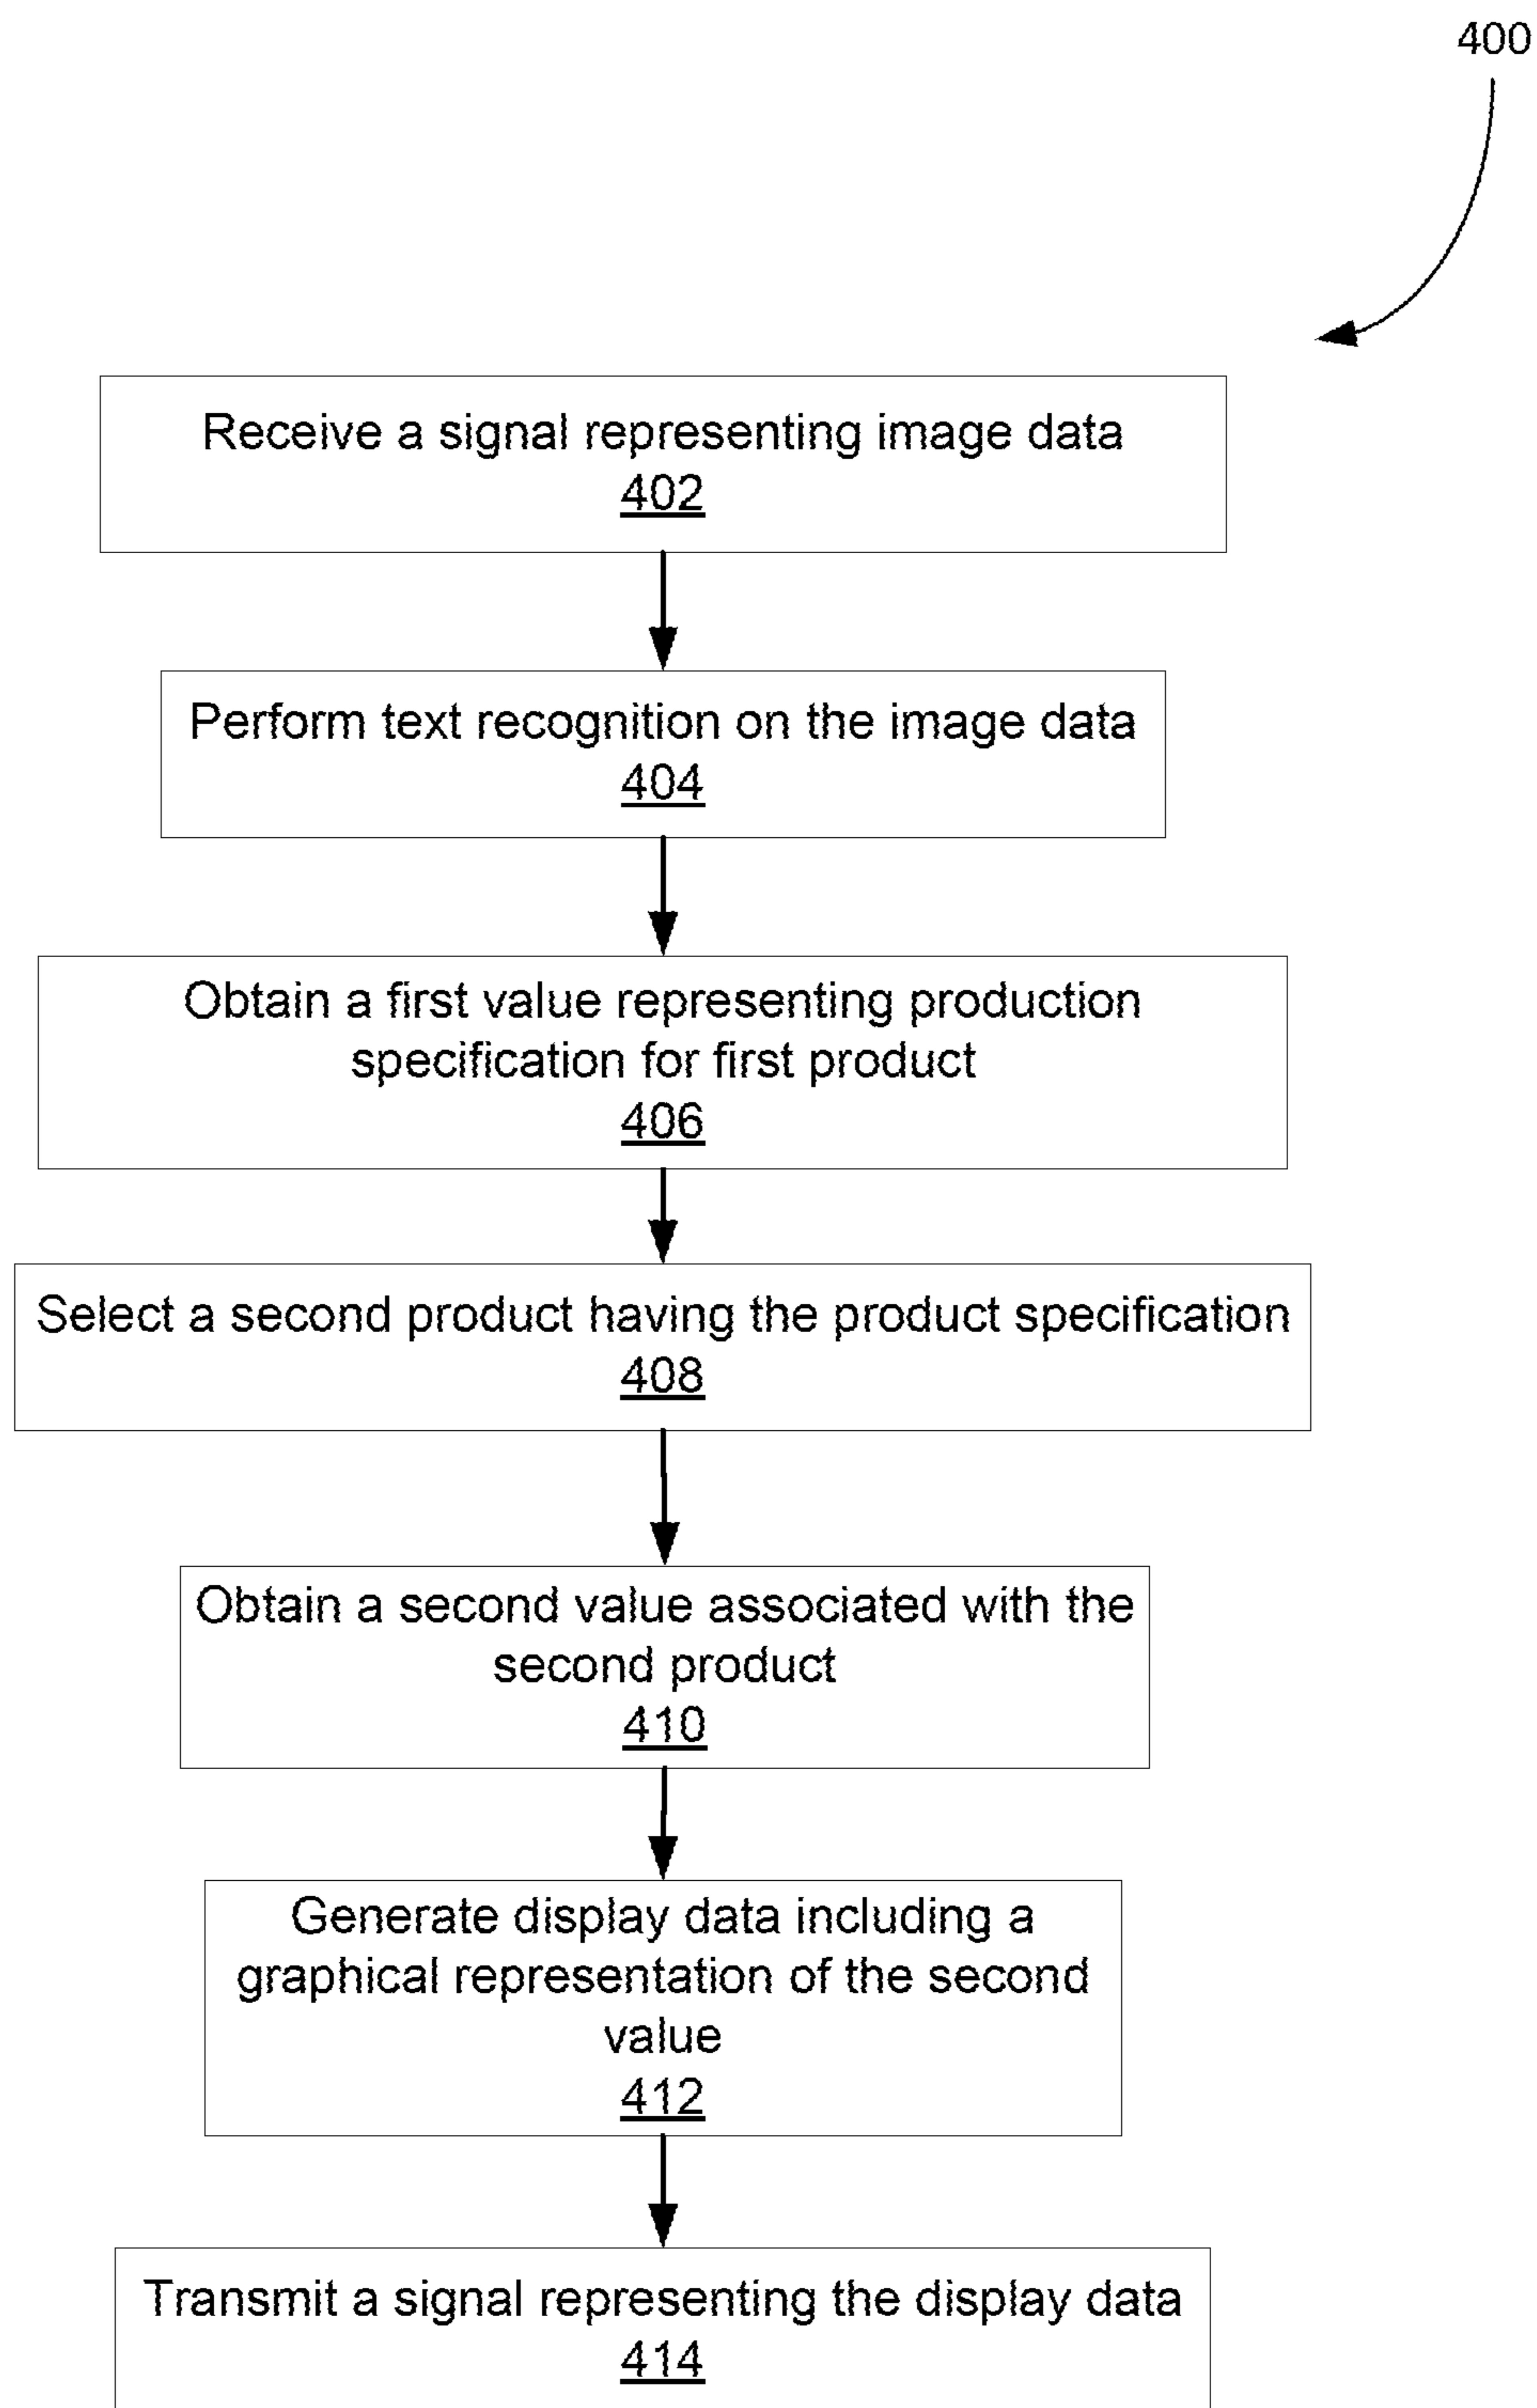 400
Receive a signal representing image data
402
Perform text recognition on the image data
404
Obtain a first value representing production
specification for first product
406
Select a second product having the product specification
408
Obtain a second value associated with the
second product
410
Generate display data including a
graphical representation of the second
value
412
Transmit a signal representing the display data
414